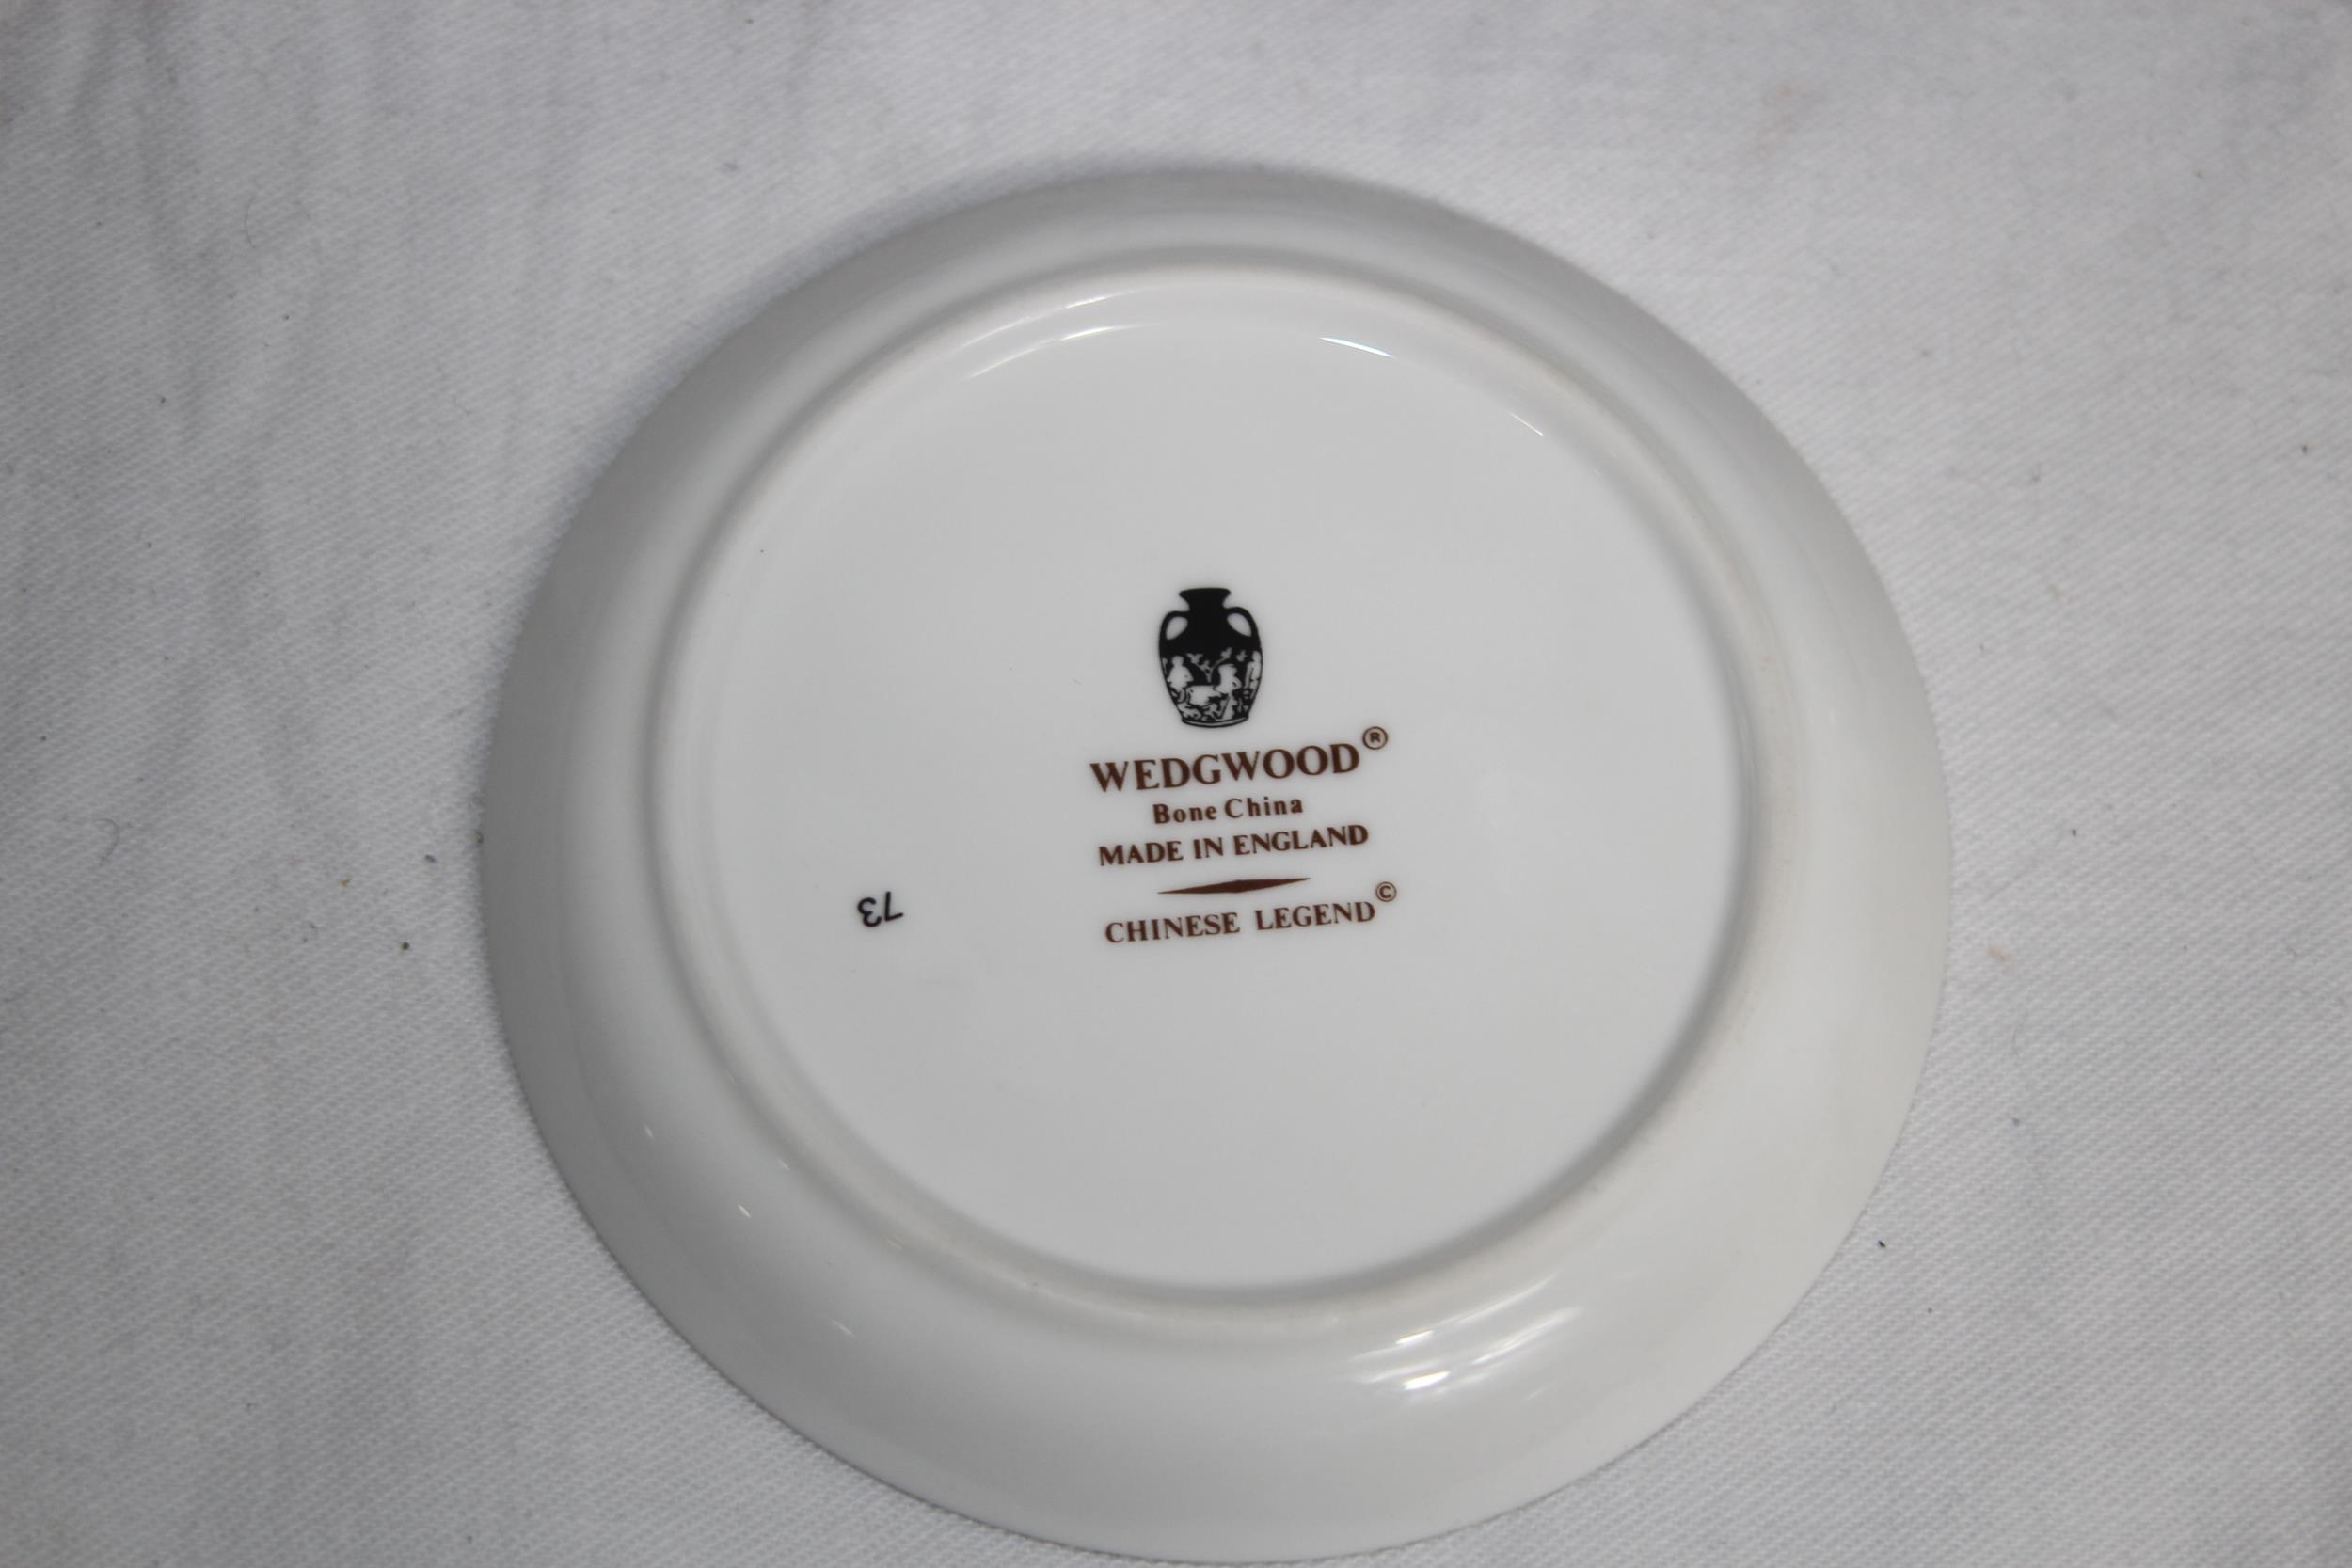 WEDGWOOD®
Bone China
MADE IN ENGLAND
CHINESE LEGEND©
73